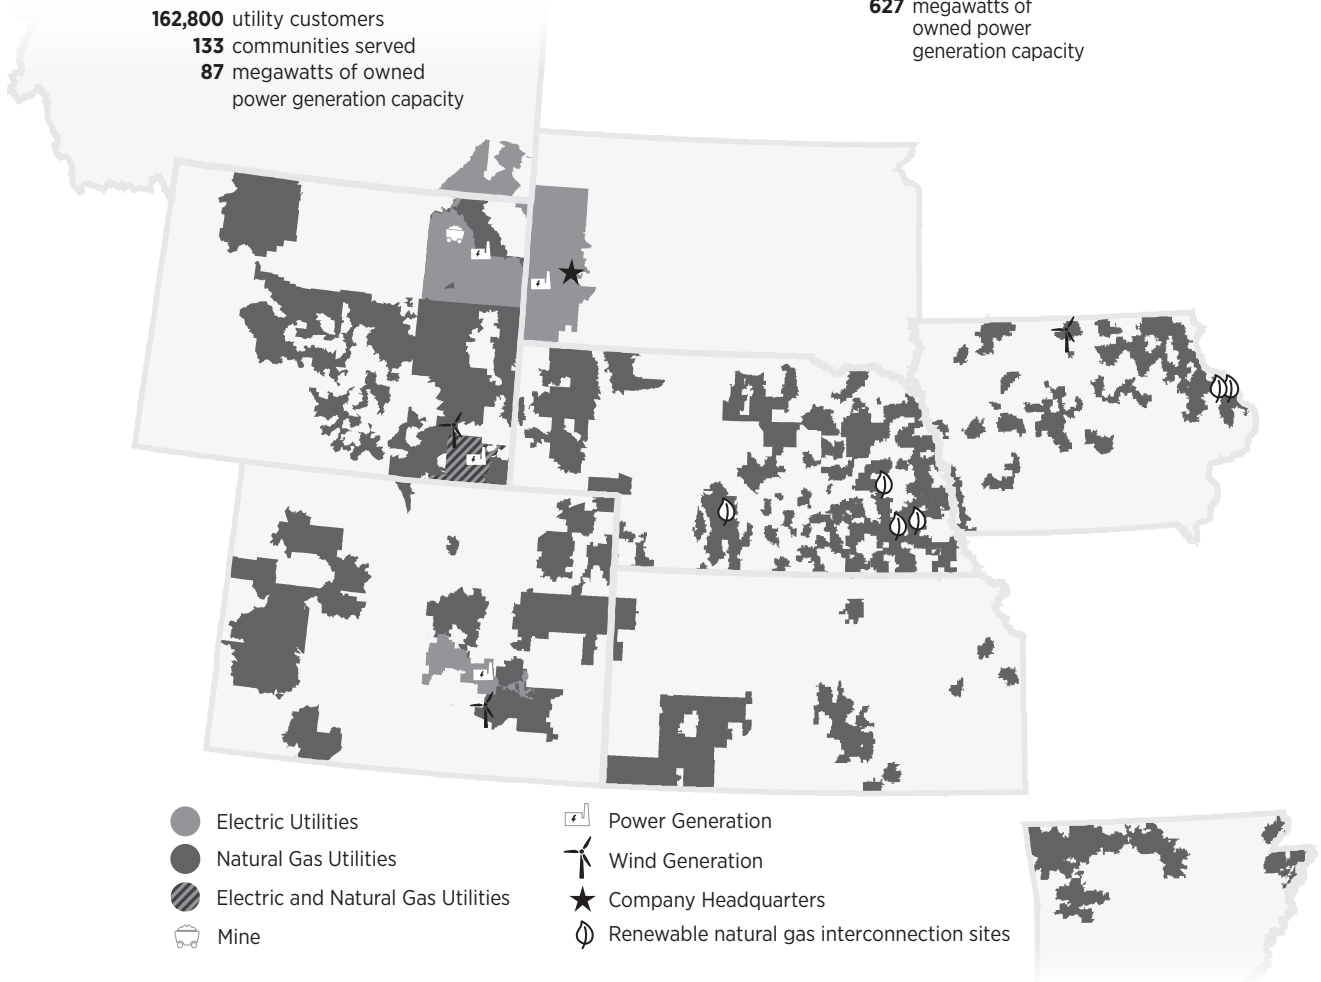 162,800 utility customers
133 communities served
87 megawatts of owned
power generation capacity
627 megawatts of
owned power
generation capacity
Electric Utilities
Natural Gas Utilities
Electric and Natural Gas Utilities
Mine
Power Generation
Wind Generation
Company Headquarters
Renewable natural gas interconnection sites